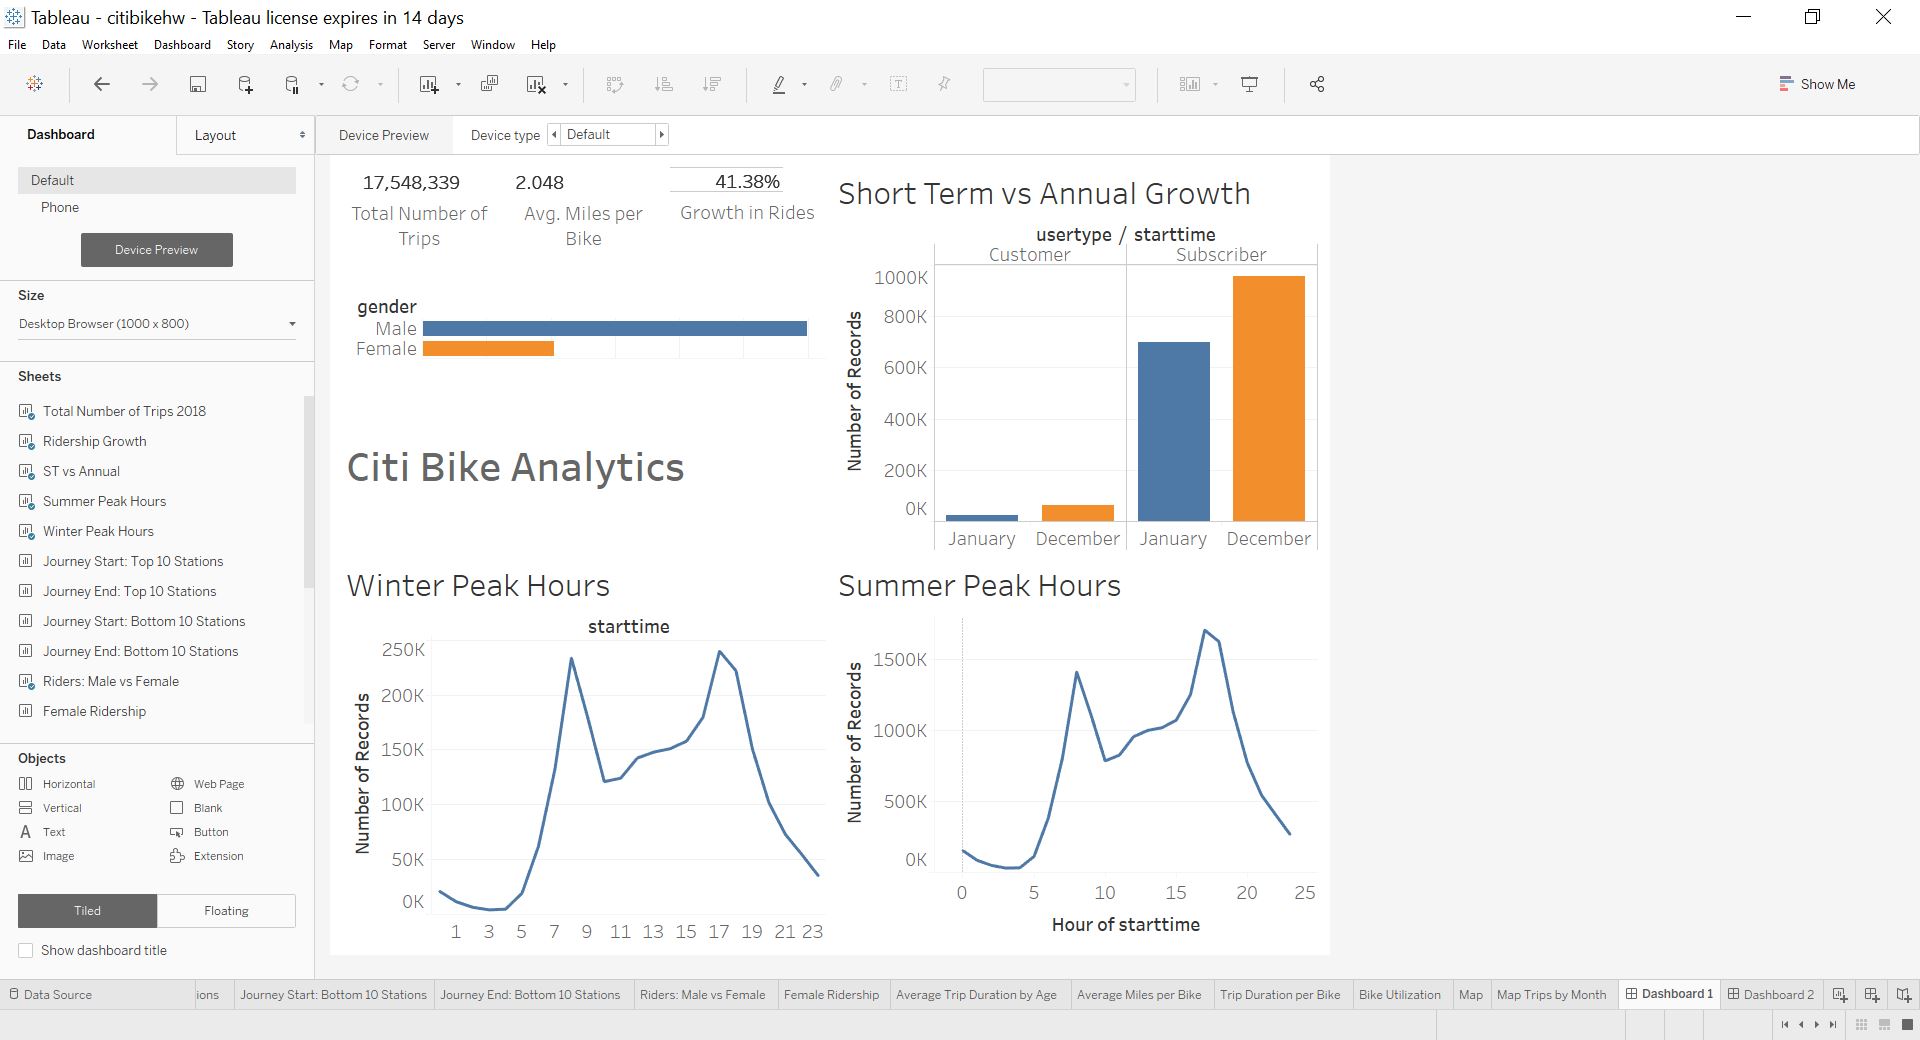 Tableau - citibikehw - Tableau license expires in 14 days
File Data Worksheet Dashboard Story Analysis Map Format Server Window Help
Show Me
Dashboard Layout
Device Preview Device type Default
Default
Phone
Device Preview
Size
Desktop Browser (1000 x 800)
Sheets
Total Number of Trips 2018
Ridership Growth
ST vs Annual
Summer Peak Hours
Winter Peak Hours
Journey Start: Top 10 Stations
Journey End: Top 10 Stations
Journey Start: Bottom 10 Stations
Journey End: Bottom 10 Stations
Riders: Male vs Female
Female Ridership
Objects
Horizontal Web Page
Vertical Blank
A Text Button
Image Extension
Tiled Floating
Show dashboard title
17,548,339
Total Number of
Trips
2.048
Avg. Miles per
Bike
41.38%
Growth in Rides
gender
Male
Female
Citi Bike Analytics
Short Term vs Annual Growth
usertype / starttime
Customer Subscriber
Number of Records
1000K
800K
600K
400K
200K
0K
January December January December
Winter Peak Hours
starttime
Number of Records
250K
200K
150K
100K
50K
0K
1 3 5 7 9 11 13 15 17 19 21 23
Summer Peak Hours
Number of Records
1500K
1000K
500K
0K
0 5 10 15 20 25
Hour of starttime
Data Source ions Journey Start: Bottom 10 Stations Journey End: Bottom 10 Stations Riders: Male vs Female Female Ridership Average Trip Duration by Age Average Miles per Bike Trip Duration per Bike Bike Utilization Map Map Trips by Month Dashboard 1 Dashboard 2